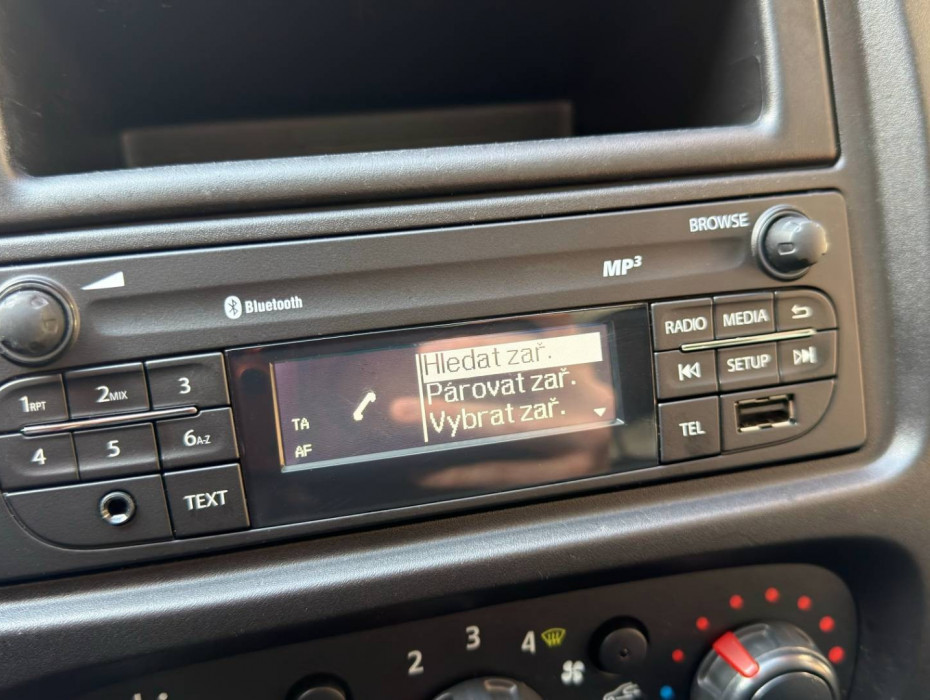 BROWSE
MP3
Bluetooth
RADIO
MEDIA
SETUP
TEL
1RPT
2MIX
3
4
5
6A-Z
TEXT
TA
AF
Hledat zař.
Párovat zař.
Vybrat zař.
2
3
4